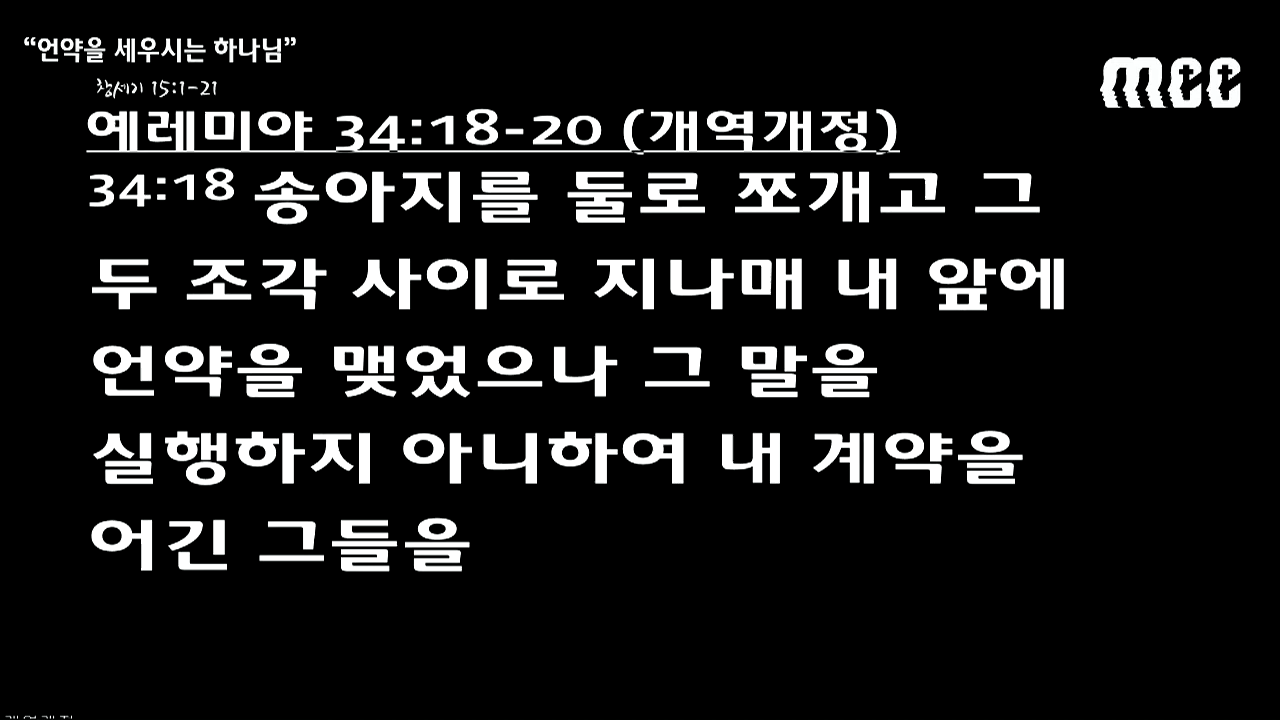 “언약을 세우시는 하나님”
창세기 15:1-21
mcc
예레미야 34:18-20 (개역개정)
34:18 송아지를 둘로 쪼개고 그
두 조각 사이로 지나매 내 앞에
언약을 맺었으나 그 말을
실행하지 아니하여 내 계약을
어긴 그들을